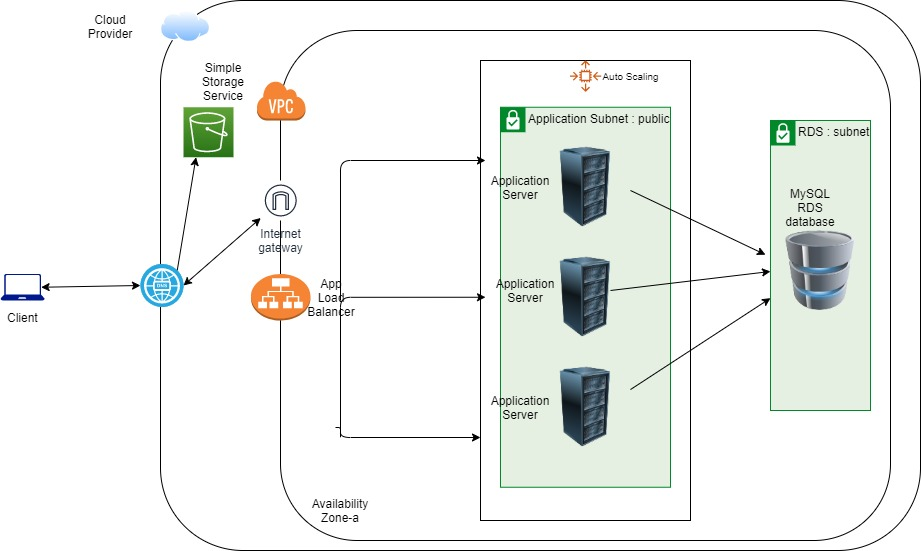 Cloud
Provider
Simple
Storage
Service
VPC
Auto Scaling
Application Subnet : public
RDS : subnet
Application
Server
MySQL
RDS
database
Internet
gateway
DNS
Client
App
Load
Balancer
Application
Server
Application
Server
Availability
Zone-a